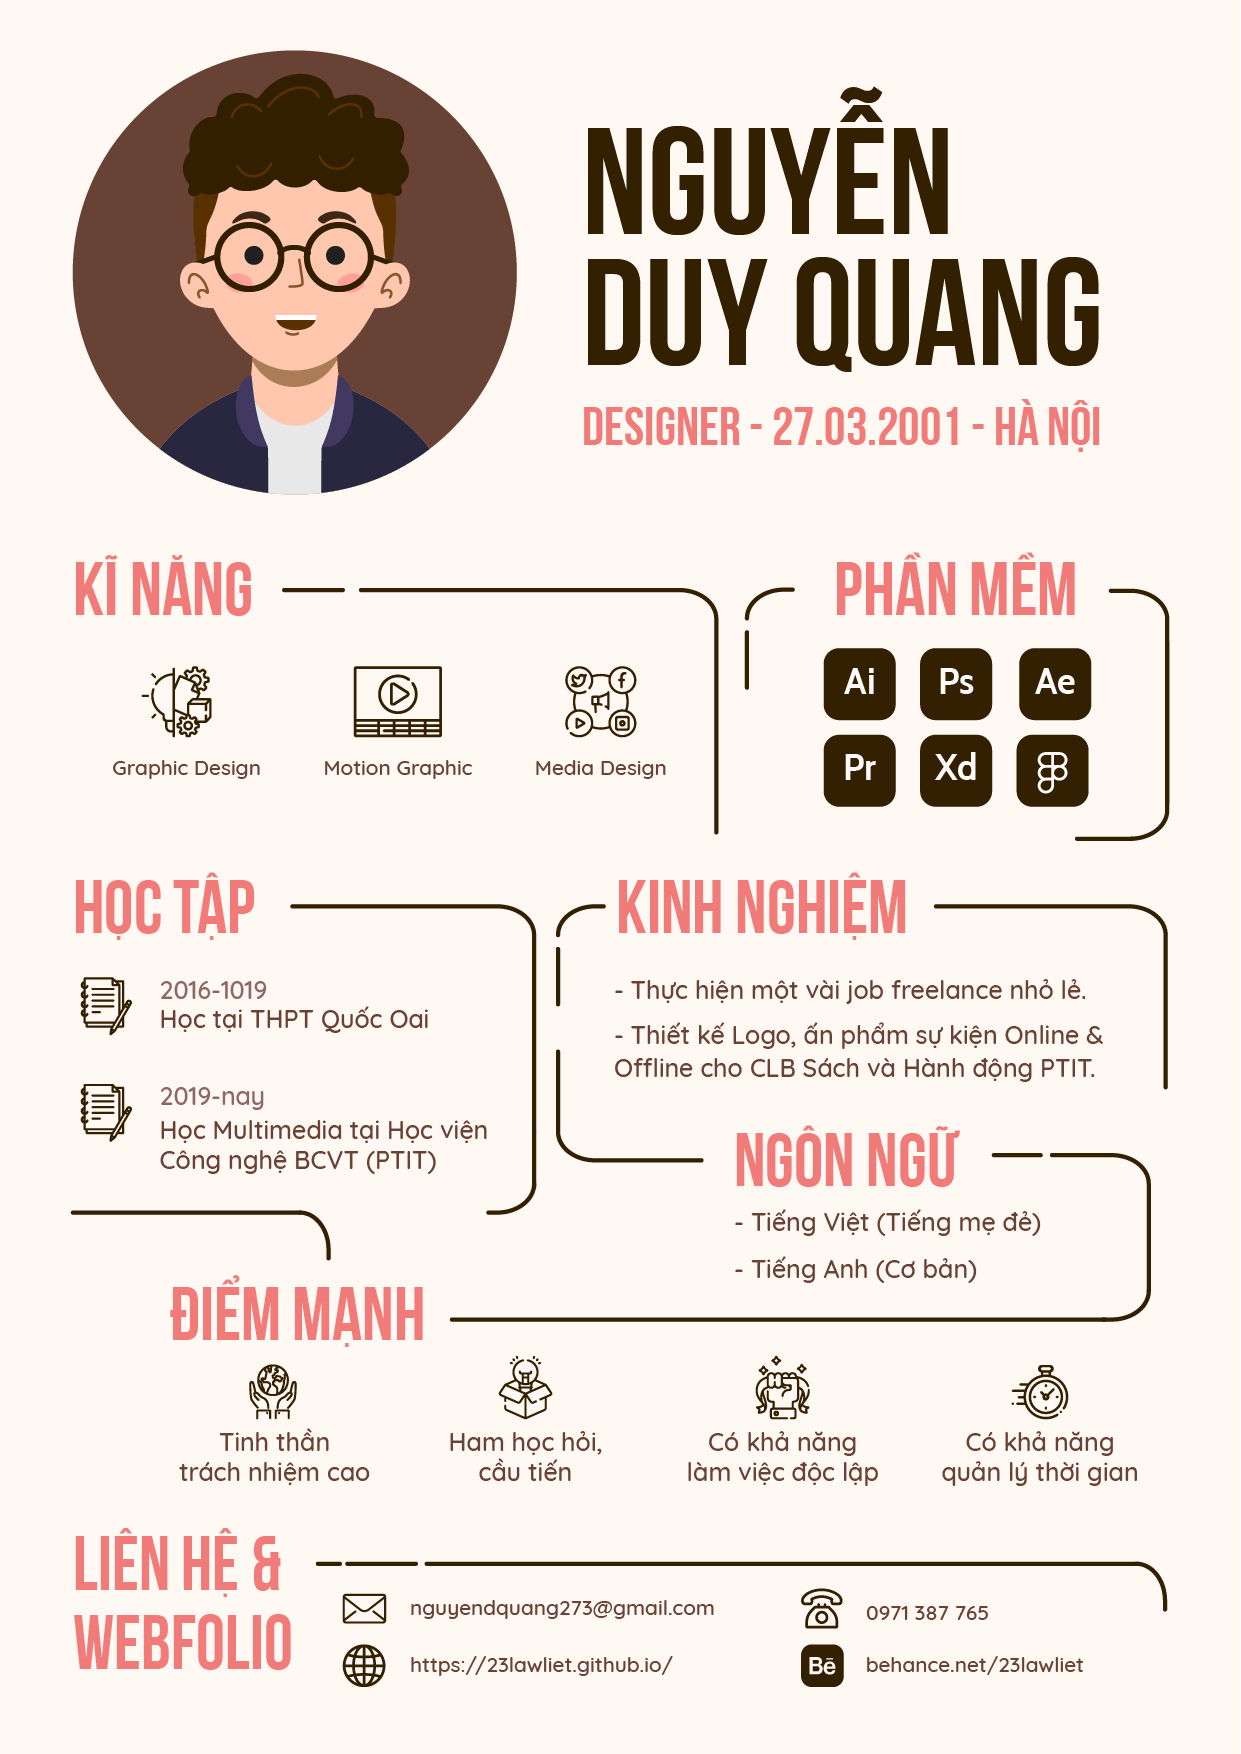 NGUYỄN
DUY QUANG
DESIGNER - 27.03.2001 - HÀ NỘI
KĨ NĂNG
Graphic Design
Motion Graphic
Media Design
PHẦN MỀM
Ai Ps Ae
Pr Xd
HỌC TẬP
2016-1019
Học tại THPT Quốc Oai
2019-nay
Học Multimedia tại Học viện
Công nghệ BCVT (PTIT)
KINH NGHIỆM
- Thực hiện một vài job freelance nhỏ lẻ.
- Thiết kế Logo, ấn phẩm sự kiện Online &
Offline cho CLB Sách và Hành động PTIT.
NGÔN NGỮ
- Tiếng Việt (Tiếng mẹ đẻ)
- Tiếng Anh (Cơ bản)
ĐIỂM MẠNH
Tinh thần
trách nhiệm cao
Ham học hỏi,
cầu tiến
Có khả năng
làm việc độc lập
Có khả năng
quản lý thời gian
LIÊN HỆ &
WEBFOLIO
nguyendquang273@gmail.com
0971 387 765
https://23lawliet.github.io/
Bē behance.net/23lawliet